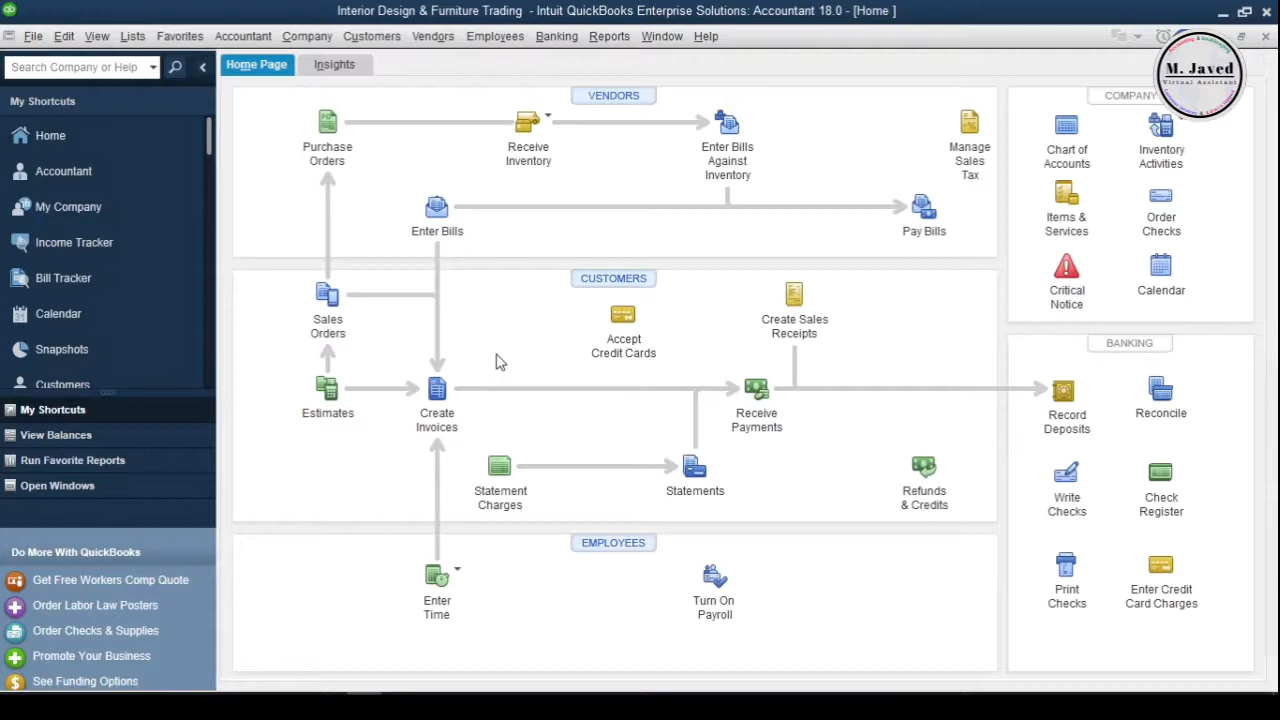 Interior Design & Furniture Trading - Intuit QuickBooks Enterprise Solutions: Accountant 18.0 - [Home ]
File Edit View Lists Favorites Accountant Company Customers Vendors Employees Banking Reports Window Help
Search Company or Help
Home Page
Insights
M. Javed
Virtual Assistant
My Shortcuts
Home
Accountant
My Company
Income Tracker
Bill Tracker
Calendar
Snapshots
Customers
My Shortcuts
View Balances
Run Favorite Reports
Open Windows
Do More With QuickBooks
Get Free Workers Comp Quote
Order Labor Law Posters
Order Checks & Supplies
Promote Your Business
See Funding Options
VENDORS
Purchase
Orders
Receive
Inventory
Enter Bills
Against
Inventory
Manage
Sales
Tax
Enter Bills
Pay Bills
CUSTOMERS
Sales
Orders
Accept
Credit Cards
Create Sales
Receipts
Estimates
Create
Invoices
Receive
Payments
Statement
Charges
Statements
Refunds
& Credits
EMPLOYEES
Enter
Time
Turn On
Payroll
COMPANY
Chart of
Accounts
Inventory
Activities
Items &
Services
Order
Checks
Critical
Notice
Calendar
BANKING
Record
Deposits
Reconcile
Write
Checks
Check
Register
Print
Checks
Enter Credit
Card Charges